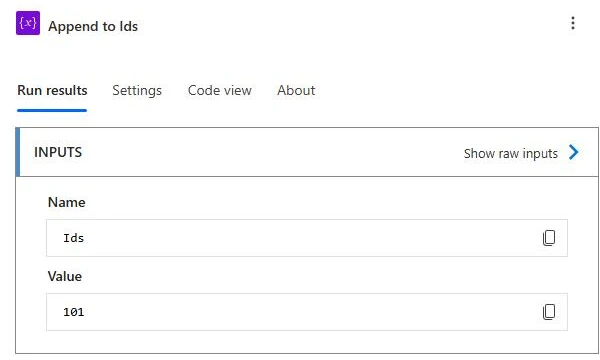 {x} Append to Ids
Run results Settings Code view About
INPUTS Show raw inputs
Name
Ids
Value
101